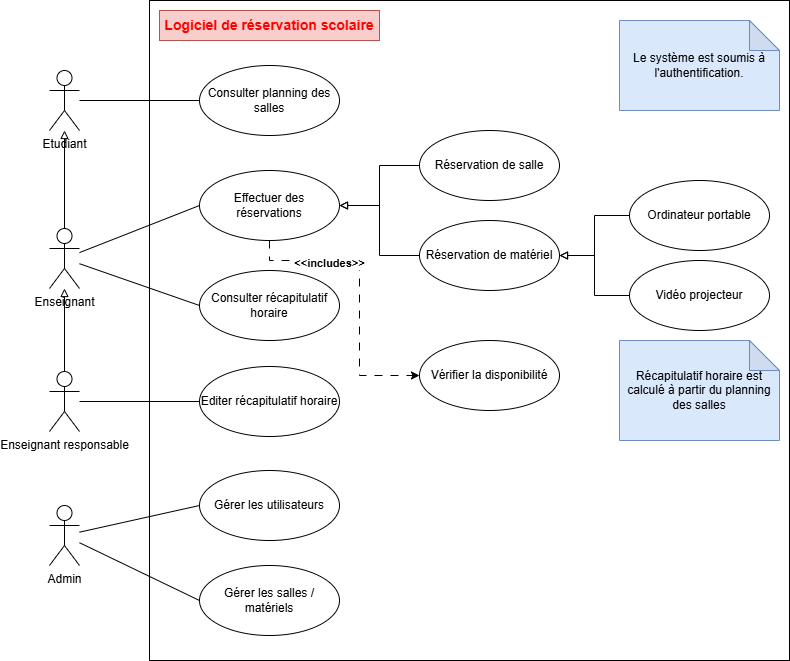 Logiciel de réservation scolaire
Le système est soumis à
l'authentification.
Consulter planning des
salles
Etudiant
Réservation de salle
Effectuer des
réservations
Ordinateur portable
Réservation de matériel
<<includes>>
Enseignant
Consulter récapitulatif
horaire
Vidéo projecteur
Vérifier la disponibilité
Récapitulatif horaire est
calculé à partir du planning
des salles
Editer récapitulatif horaire
Enseignant responsable
Gérer les utilisateurs
Admin
Gérer les salles /
matériels